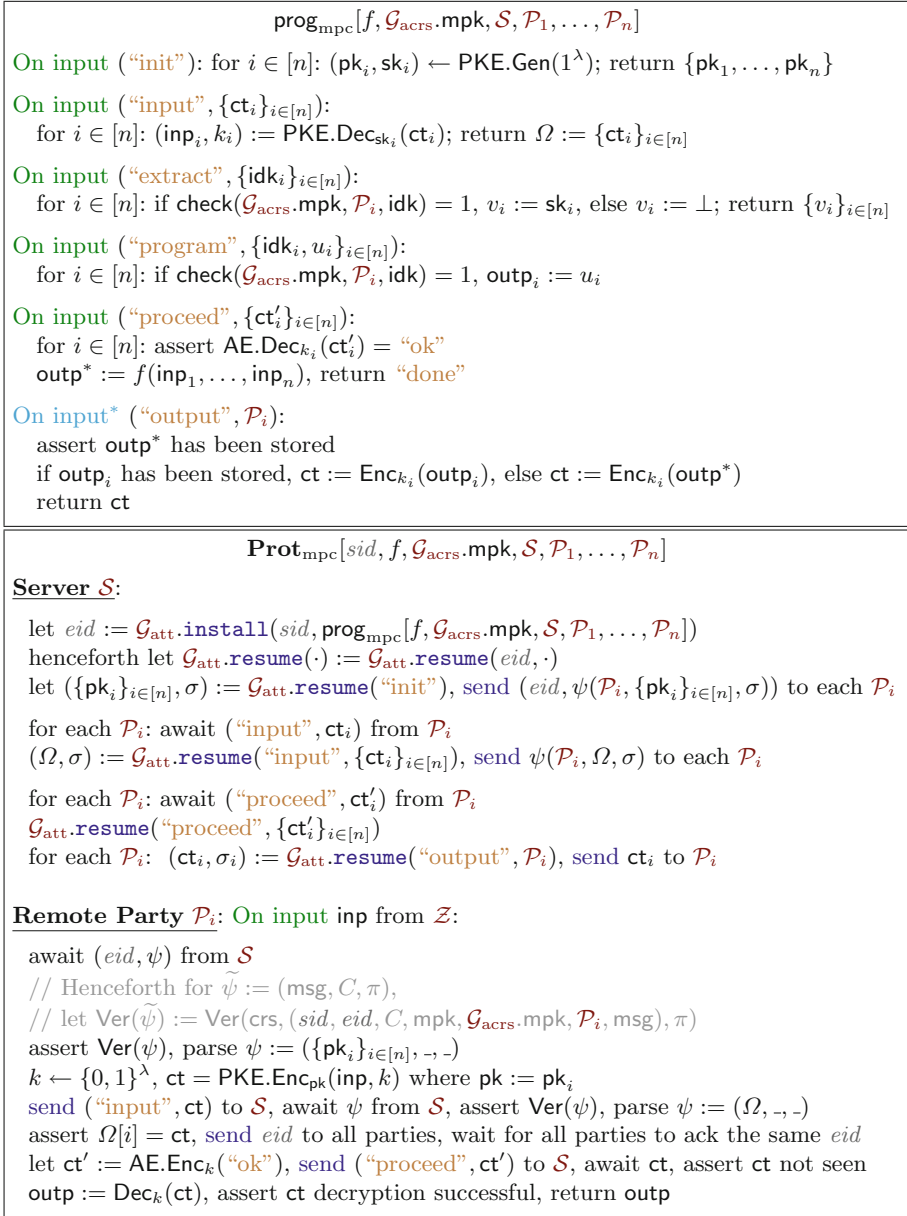 prog_mpc[f, G_acrs.mpk, S, P_1, . . . , P_n]
On input (“init”): for i ∈ [n]: (pk_i, sk_i) ← PKE.Gen(1^λ); return {pk_1, . . . , pk_n}
On input (“input”, {ct_i}_{i∈[n]}):
for i ∈ [n]: (inp_i, k_i) := PKE.Dec_{sk_i}(ct_i); return Ω := {ct_i}_{i∈[n]}
On input (“extract”, {idk_i}_{i∈[n]}):
for i ∈ [n]: if check(G_acrs.mpk, P_i, idk) = 1, v_i := sk_i, else v_i := ⊥; return {v_i}_{i∈[n]}
On input (“program”, {idk_i, u_i}_{i∈[n]}):
for i ∈ [n]: if check(G_acrs.mpk, P_i, idk) = 1, outp_i := u_i
On input (“proceed”, {ct′_i}_{i∈[n]}):
for i ∈ [n]: assert AE.Dec_{k_i}(ct′_i) = “ok”
outp* := f(inp_1, . . . , inp_n), return “done”
On input* (“output”, P_i):
assert outp* has been stored
if outp_i has been stored, ct := Enc_{k_i}(outp_i), else ct := Enc_{k_i}(outp*)
return ct
Prot_mpc[sid, f, G_acrs.mpk, S, P_1, . . . , P_n]
Server S:
let eid := G_att.install(sid, prog_mpc[f, G_acrs.mpk, S, P_1, . . . , P_n])
henceforth let G_att.resume(·) := G_att.resume(eid, ·)
let ({pk_i}_{i∈[n]}, σ) := G_att.resume(“init”), send (eid, ψ(P_i, {pk_i}_{i∈[n]}, σ)) to each P_i
for each P_i: await (“input”, ct_i) from P_i
(Ω, σ) := G_att.resume(“input”, {ct_i}_{i∈[n]}), send ψ(P_i, Ω, σ) to each P_i
for each P_i: await (“proceed”, ct′_i) from P_i
G_att.resume(“proceed”, {ct′_i}_{i∈[n]})
for each P_i: (ct_i, σ_i) := G_att.resume(“output”, P_i), send ct_i to P_i
Remote Party P_i: On input inp from Z:
await (eid, ψ) from S
// Henceforth for ψ̃ := (msg, C, π),
// let Ver(ψ̃) := Ver(crs, (sid, eid, C, mpk, G_acrs.mpk, P_i, msg), π)
assert Ver(ψ), parse ψ := ({pk_i}_{i∈[n]}, _, _)
k ← {0, 1}^λ, ct = PKE.Enc_pk(inp, k) where pk := pk_i
send (“input”, ct) to S, await ψ from S, assert Ver(ψ), parse ψ := (Ω, _, _)
assert Ω[i] = ct, send eid to all parties, wait for all parties to ack the same eid
let ct′ := AE.Enc_k(“ok”), send (“proceed”, ct′) to S, await ct, assert ct not seen
outp := Dec_k(ct), assert ct decryption successful, return outp